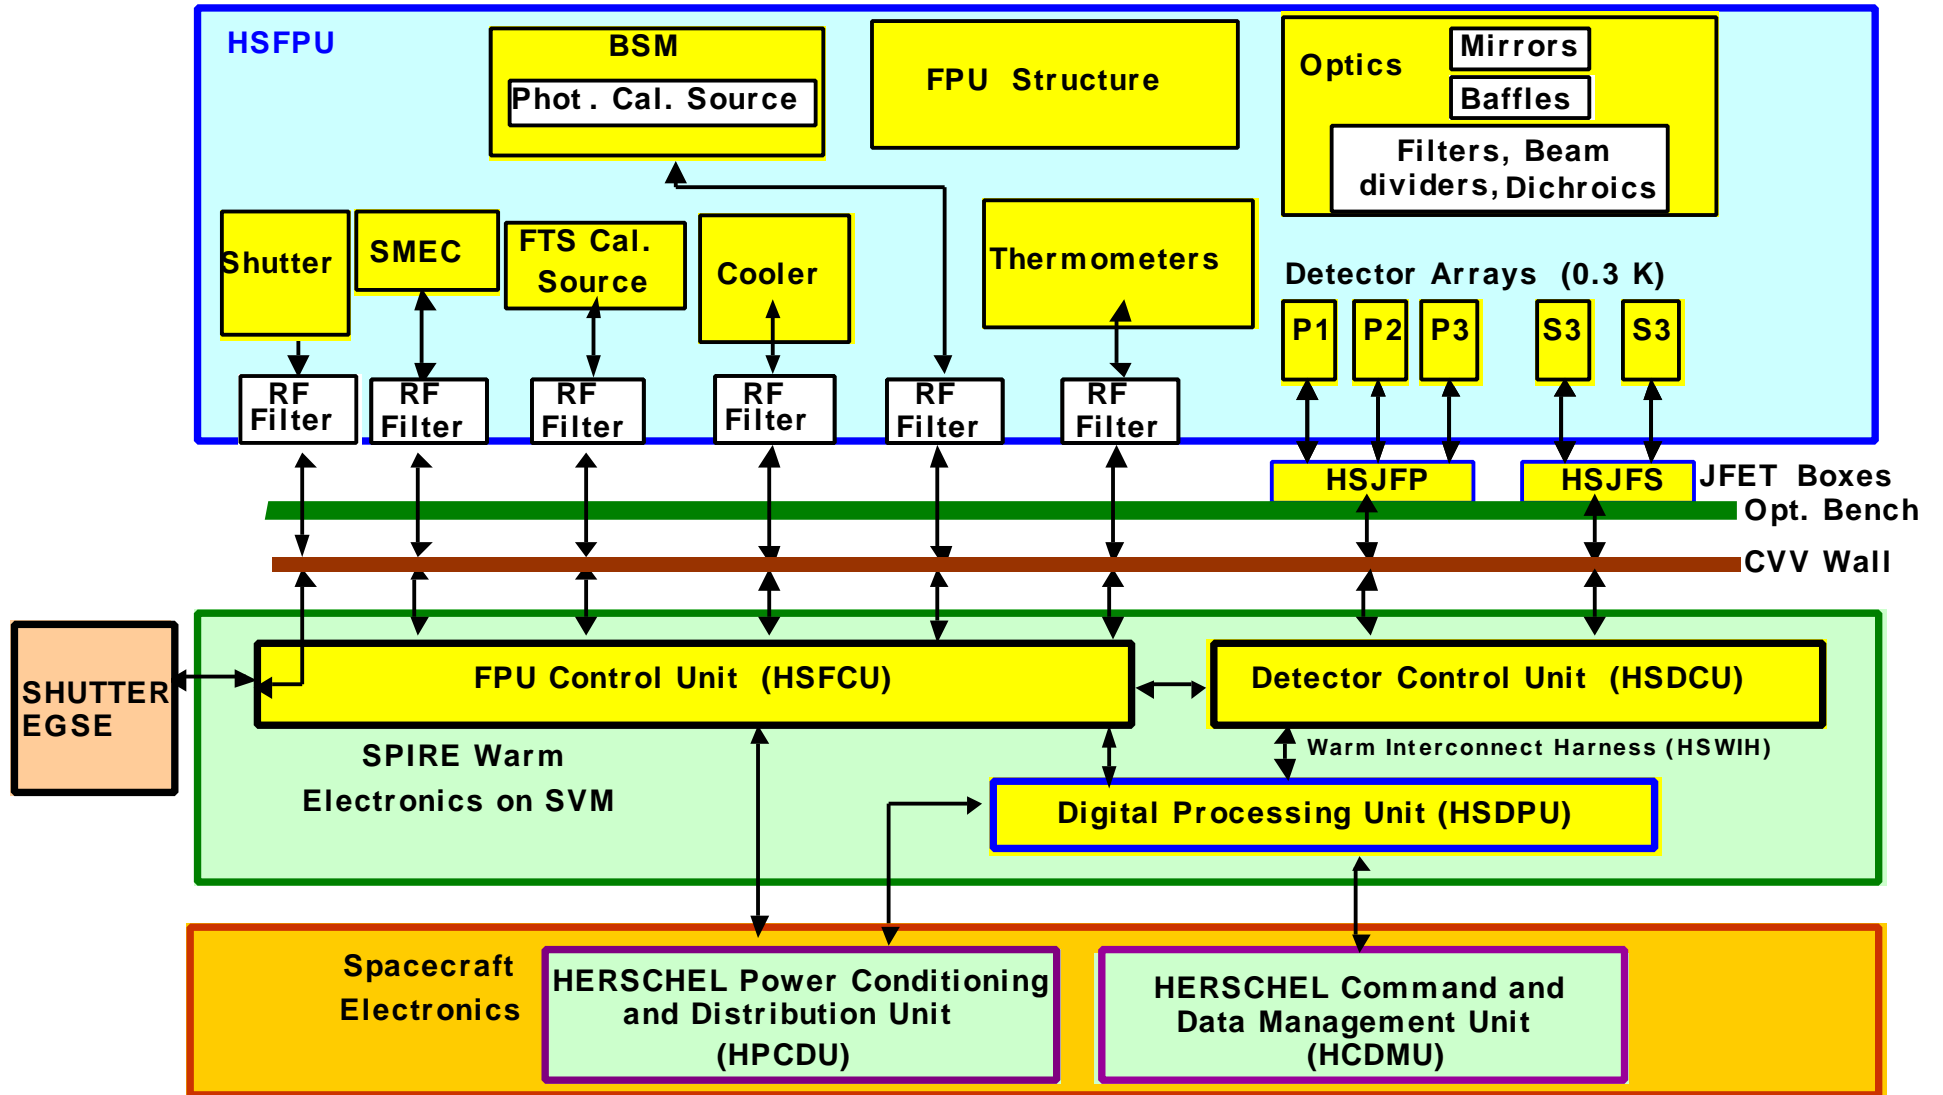 HSFPU
BSM
Phot. Cal. Source
FPU Structure
Optics
Mirrors
Baffles
Filters, Beam
dividers, Dichroics
Shutter
SMEC
FTS Cal.
Source
Cooler
Thermometers
Detector Arrays (0.3 K)
P1
P2
P3
S3
S3
RF
Filter
RF
Filter
RF
Filter
RF
Filter
RF
Filter
RF
Filter
HSJFP
HSJFS
JFET Boxes
Opt. Bench
CVV Wall
SHUTTER
EGSE
FPU Control Unit (HSFCU)
Detector Control Unit (HSDCU)
SPIRE Warm
Electronics on SVM
Warm Interconnect Harness (HSWIH)
Digital Processing Unit (HSDPU)
Spacecraft
Electronics
HERSCHEL Power Conditioning
and Distribution Unit
(HPCDU)
HERSCHEL Command and
Data Management Unit
(HCDMU)